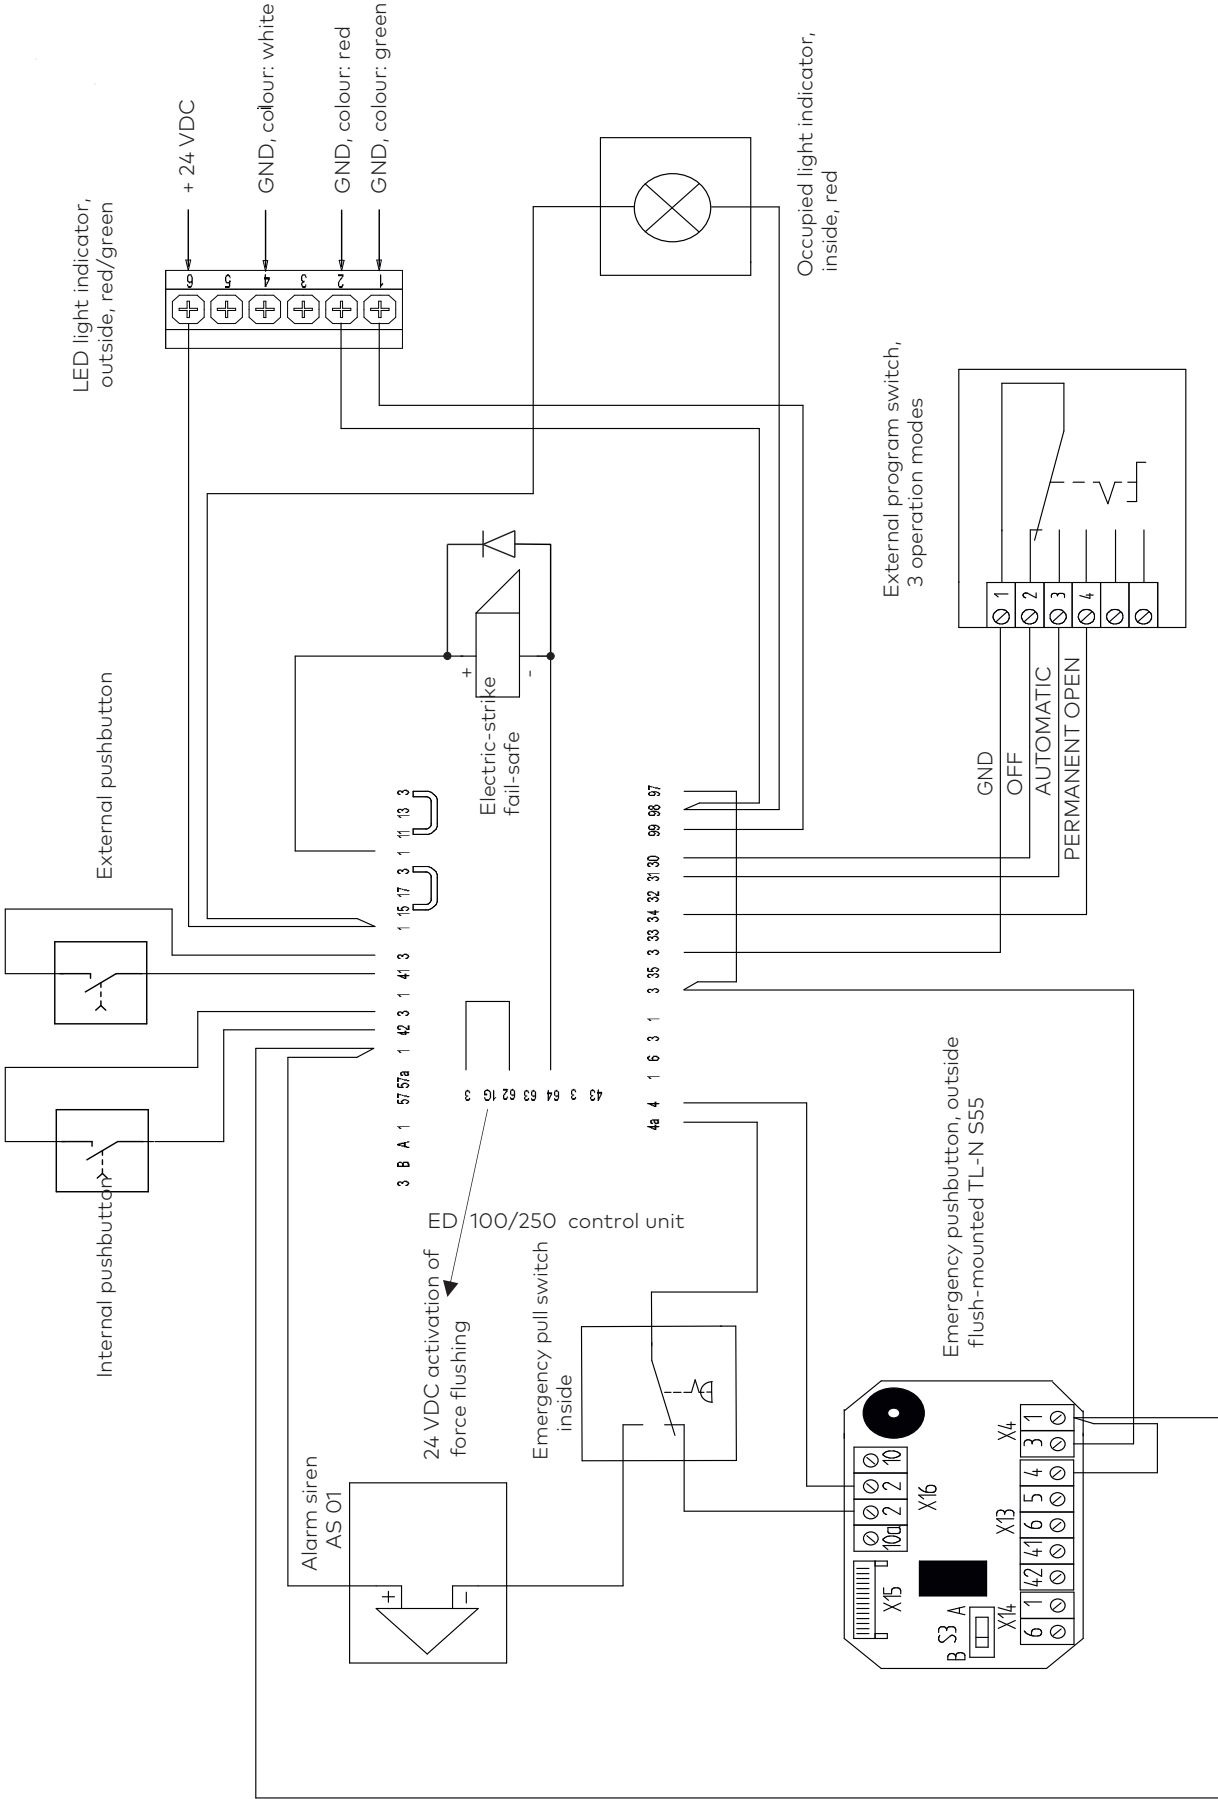 LED light indicator,
outside, red/green
+ 24 VDC
GND, colour: white
GND, colour: red
GND, colour: green
6 5 4 3 2 1
Occupied light indicator,
inside, red
External pushbutton
Internal pushbutton
Electric-strike
fail-safe
+
-
3 B A 1 57 57a 1 42 3 1 41 3 1 15 17 3 1 11 13 3
3 1G 62 63 64 3 43
4a 4 1 6 3 1 3 35 3 33 34 32 31 30 99 98 97
ED 100/250 control unit
24 VDC activation of
force flushing
External program switch,
3 operation modes
1 2 3 4
GND
OFF
AUTOMATIC
PERMANENT OPEN
Alarm siren
AS 01
+
-
Emergency pull switch
inside
Emergency pushbutton, outside
flush-mounted TL-N S55
10a 2 2 10
X16
X15
B S3 A
X14
X13
X4
6 1 42 41 6 5 4 3 1